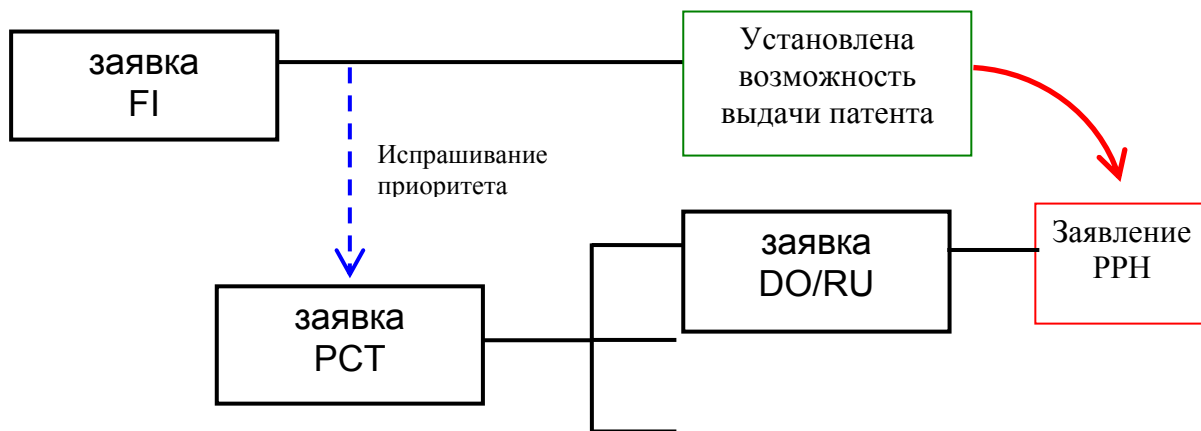 заявка
FI
Установлена
возможность
выдачи патента
Испрашивание
приоритета
заявка
PCT
заявка
DO/RU
Заявление
PPH